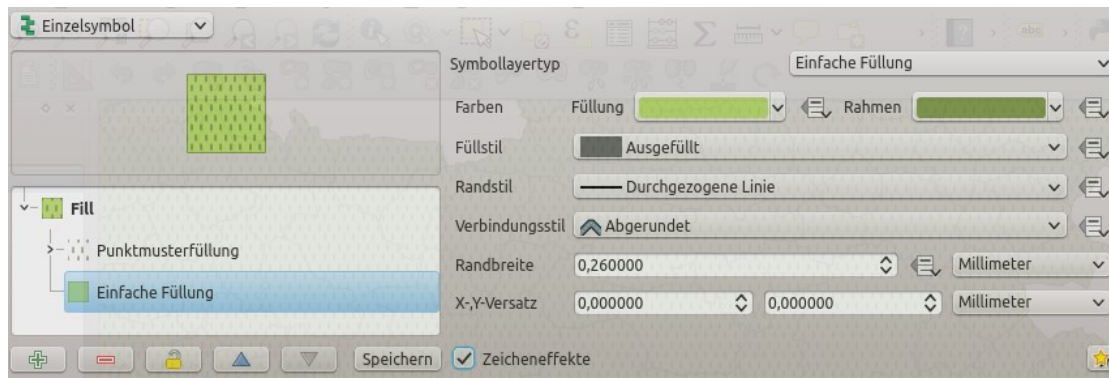 Einzelsymbol
Symbollayertyp Einfache Füllung
Farben Füllung Rahmen
Füllstil Ausgefüllt
Randstil Durchgezogene Linie
Verbindungsstil Abgerundet
Randbreite 0,260000 Millimeter
X-,Y-Versatz 0,000000 0,000000 Millimeter
Fill
Punktmusterfüllung
Einfache Füllung
Speichern Zeicheneffekte